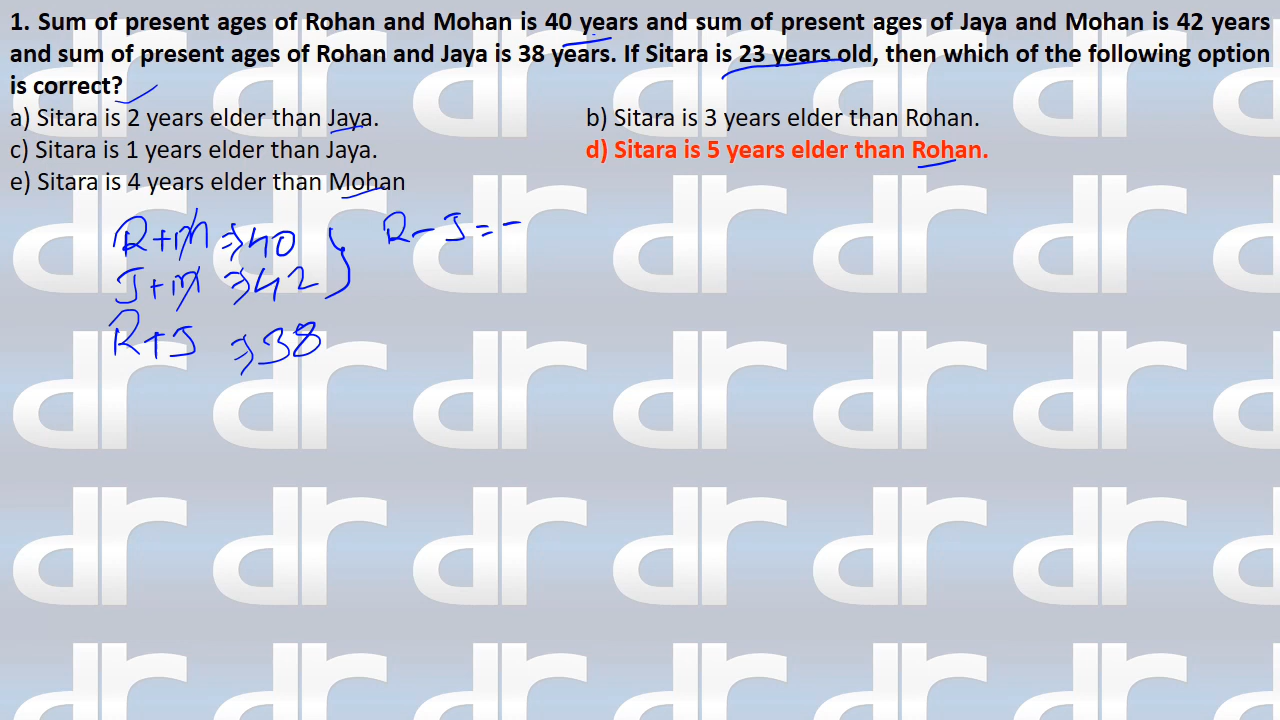 1. Sum of present ages of Rohan and Mohan is 40 years and sum of present ages of Jaya and Mohan is 42 years
and sum of present ages of Rohan and Jaya is 38 years. If Sitara is 23 years old, then which of the following option
is correct?
a) Sitara is 2 years elder than Jaya.
b) Sitara is 3 years elder than Rohan.
c) Sitara is 1 years elder than Jaya.
d) Sitara is 5 years elder than Rohan.
e) Sitara is 4 years elder than Mohan
R+m ⇒ 40
R-J = -
J+m ⇒ 42
R+J ⇒ 38